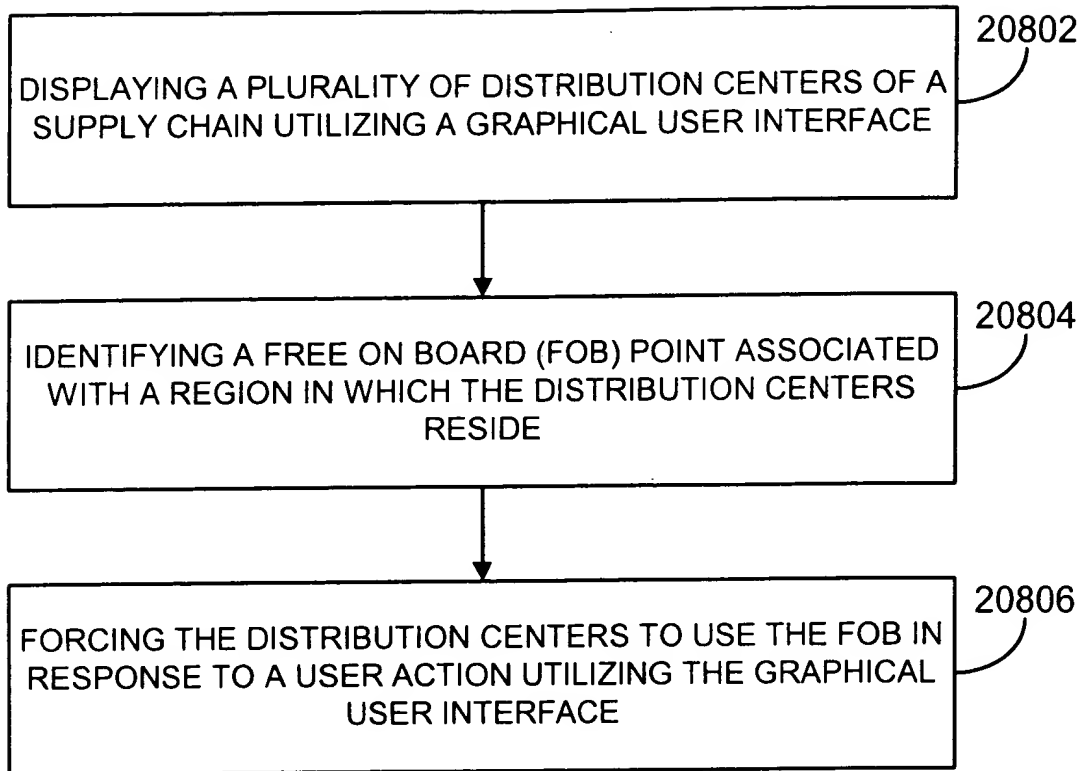 20802
DISPLAYING A PLURALITY OF DISTRIBUTION CENTERS OF A
SUPPLY CHAIN UTILIZING A GRAPHICAL USER INTERFACE
20804
IDENTIFYING A FREE ON BOARD (FOB) POINT ASSOCIATED
WITH A REGION IN WHICH THE DISTRIBUTION CENTERS
RESIDE
20806
FORCING THE DISTRIBUTION CENTERS TO USE THE FOB IN
RESPONSE TO A USER ACTION UTILIZING THE GRAPHICAL
USER INTERFACE